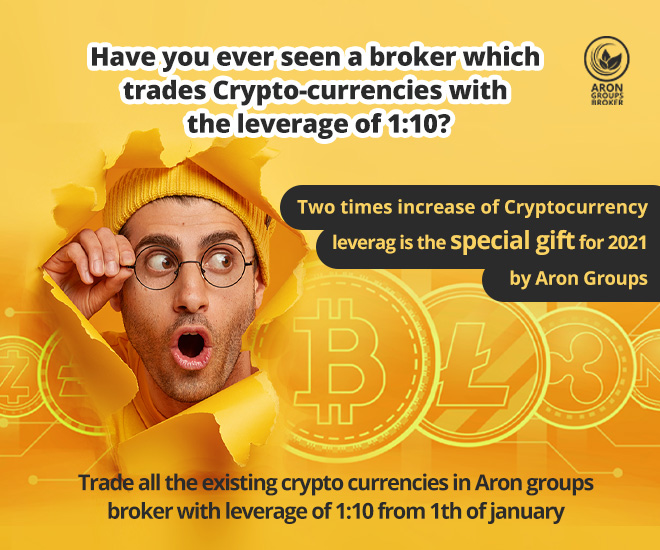 Have you ever seen a broker which
trades Crypto-currencies with
the leverage of 1:10?
ARON
GROUPS
BROKER
Two times increase of Cryptocurrency
leverag is the special gift for 2021
by Aron Groups
Trade all the existing crypto currencies in Aron groups
broker with leverage of 1:10 from 1th of january